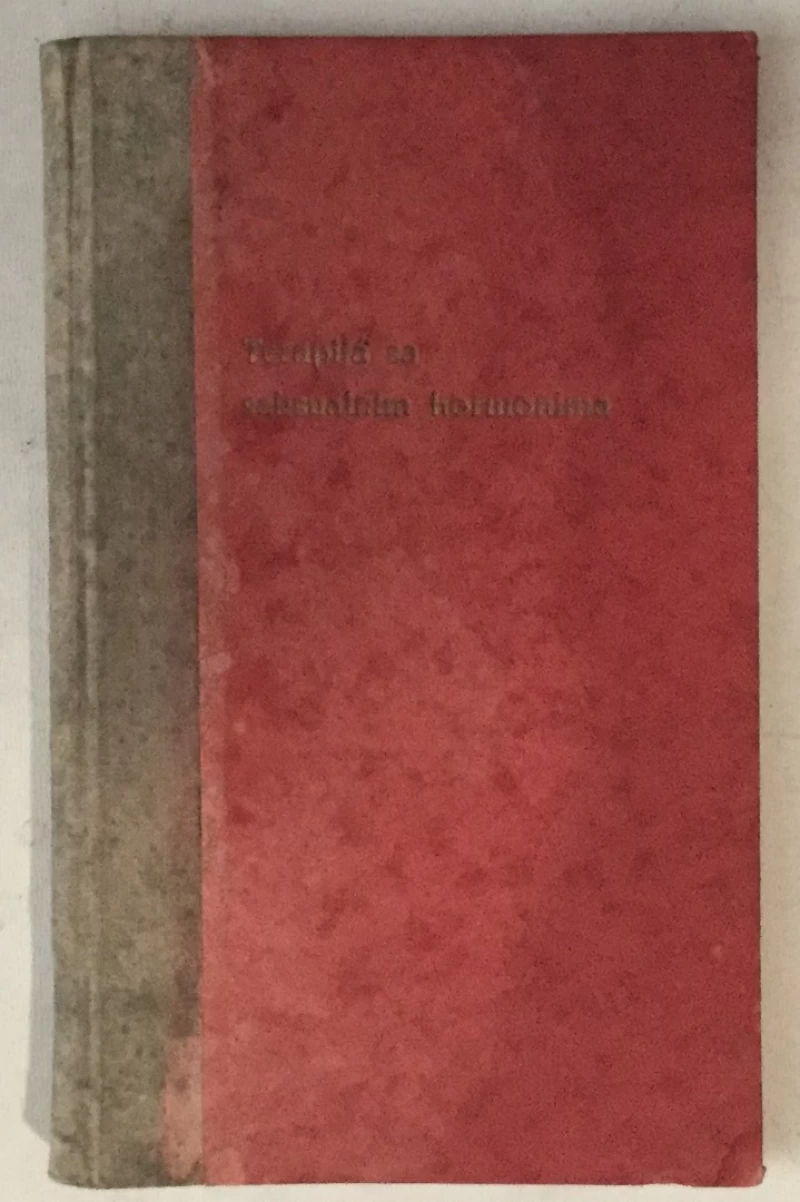 Terapija sa
seksualnim hormonima